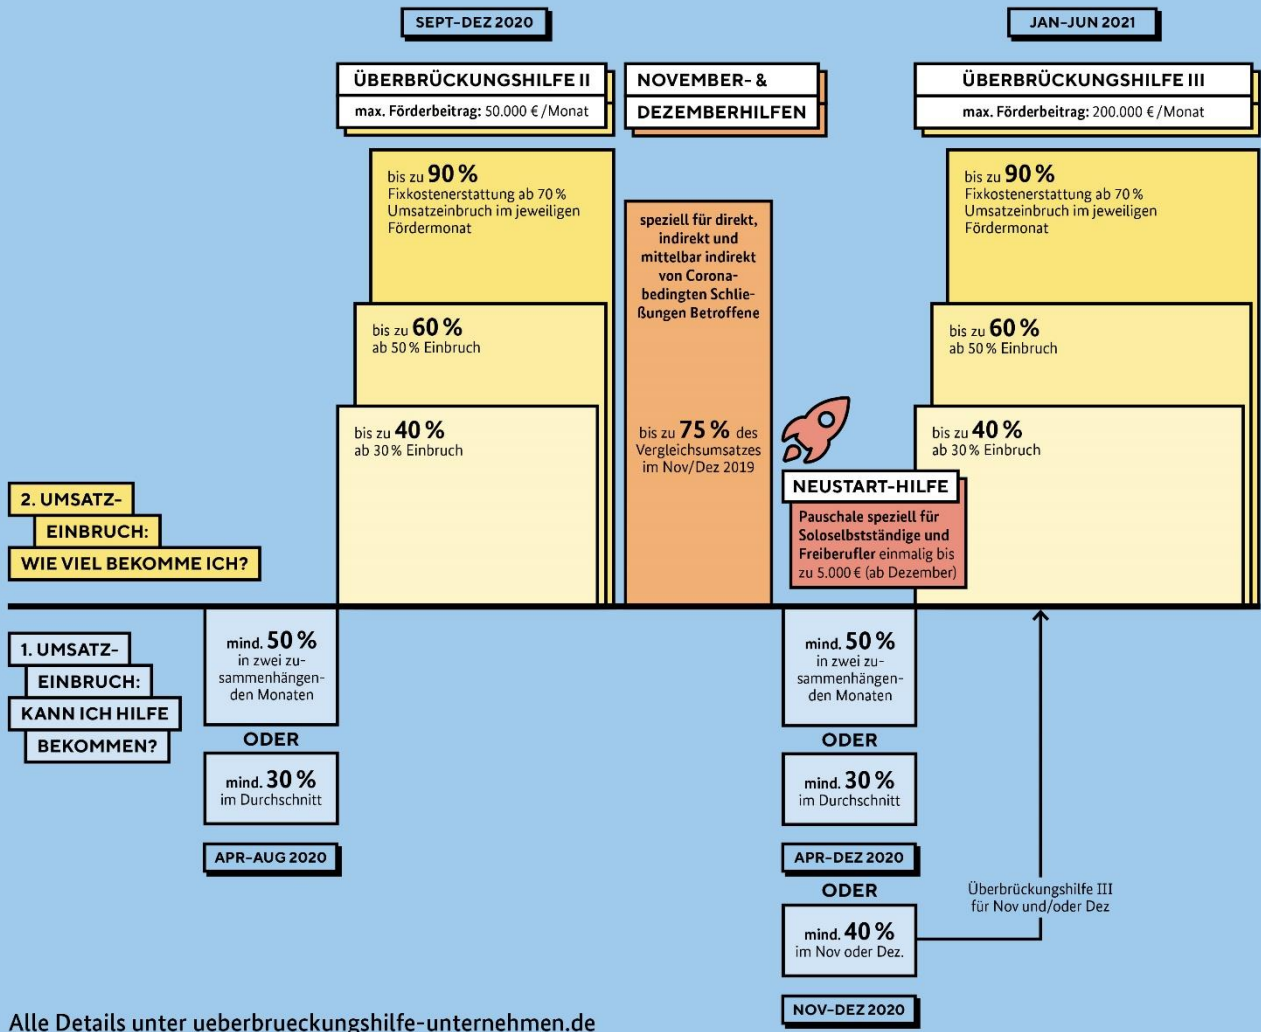 SEPT–DEZ 2020
ÜBERBRÜCKUNGSHILFE II
max. Förderbeitrag: 50.000 €/Monat
bis zu 90 %
Fixkostenerstattung ab 70 %
Umsatzeinbruch im jeweiligen
Fördermonat
bis zu 60 %
ab 50 % Einbruch
bis zu 40 %
ab 30 % Einbruch
NOVEMBER- &
DEZEMBERHILFEN
speziell für direkt,
indirekt und
mittelbar indirekt
von Corona-
bedingten Schlie-
ßungen Betroffene
bis zu 75 % des
Vergleichsumsatzes
im Nov/Dez 2019
NEUSTART-HILFE
Pauschale speziell für
Soloselbstständige und
Freiberufler einmalig bis
zu 5.000 € (ab Dezember)
JAN–JUN 2021
ÜBERBRÜCKUNGSHILFE III
max. Förderbeitrag: 200.000 €/Monat
bis zu 90 %
Fixkostenerstattung ab 70 %
Umsatzeinbruch im jeweiligen
Fördermonat
bis zu 60 %
ab 50 % Einbruch
bis zu 40 %
ab 30 % Einbruch
2. UMSATZ-
EINBRUCH:
WIE VIEL BEKOMME ICH?
1. UMSATZ-
EINBRUCH:
KANN ICH HILFE
BEKOMMEN?
mind. 50 %
in zwei zu-
sammenhängen-
den Monaten
ODER
mind. 30 %
im Durchschnitt
APR–AUG 2020
mind. 50 %
in zwei zu-
sammenhängen-
den Monaten
ODER
mind. 30 %
im Durchschnitt
APR–DEZ 2020
ODER
mind. 40 %
im Nov oder Dez.
NOV–DEZ 2020
Überbrückungshilfe III
für Nov und/oder Dez
Alle Details unter ueberbrueckungshilfe-unternehmen.de